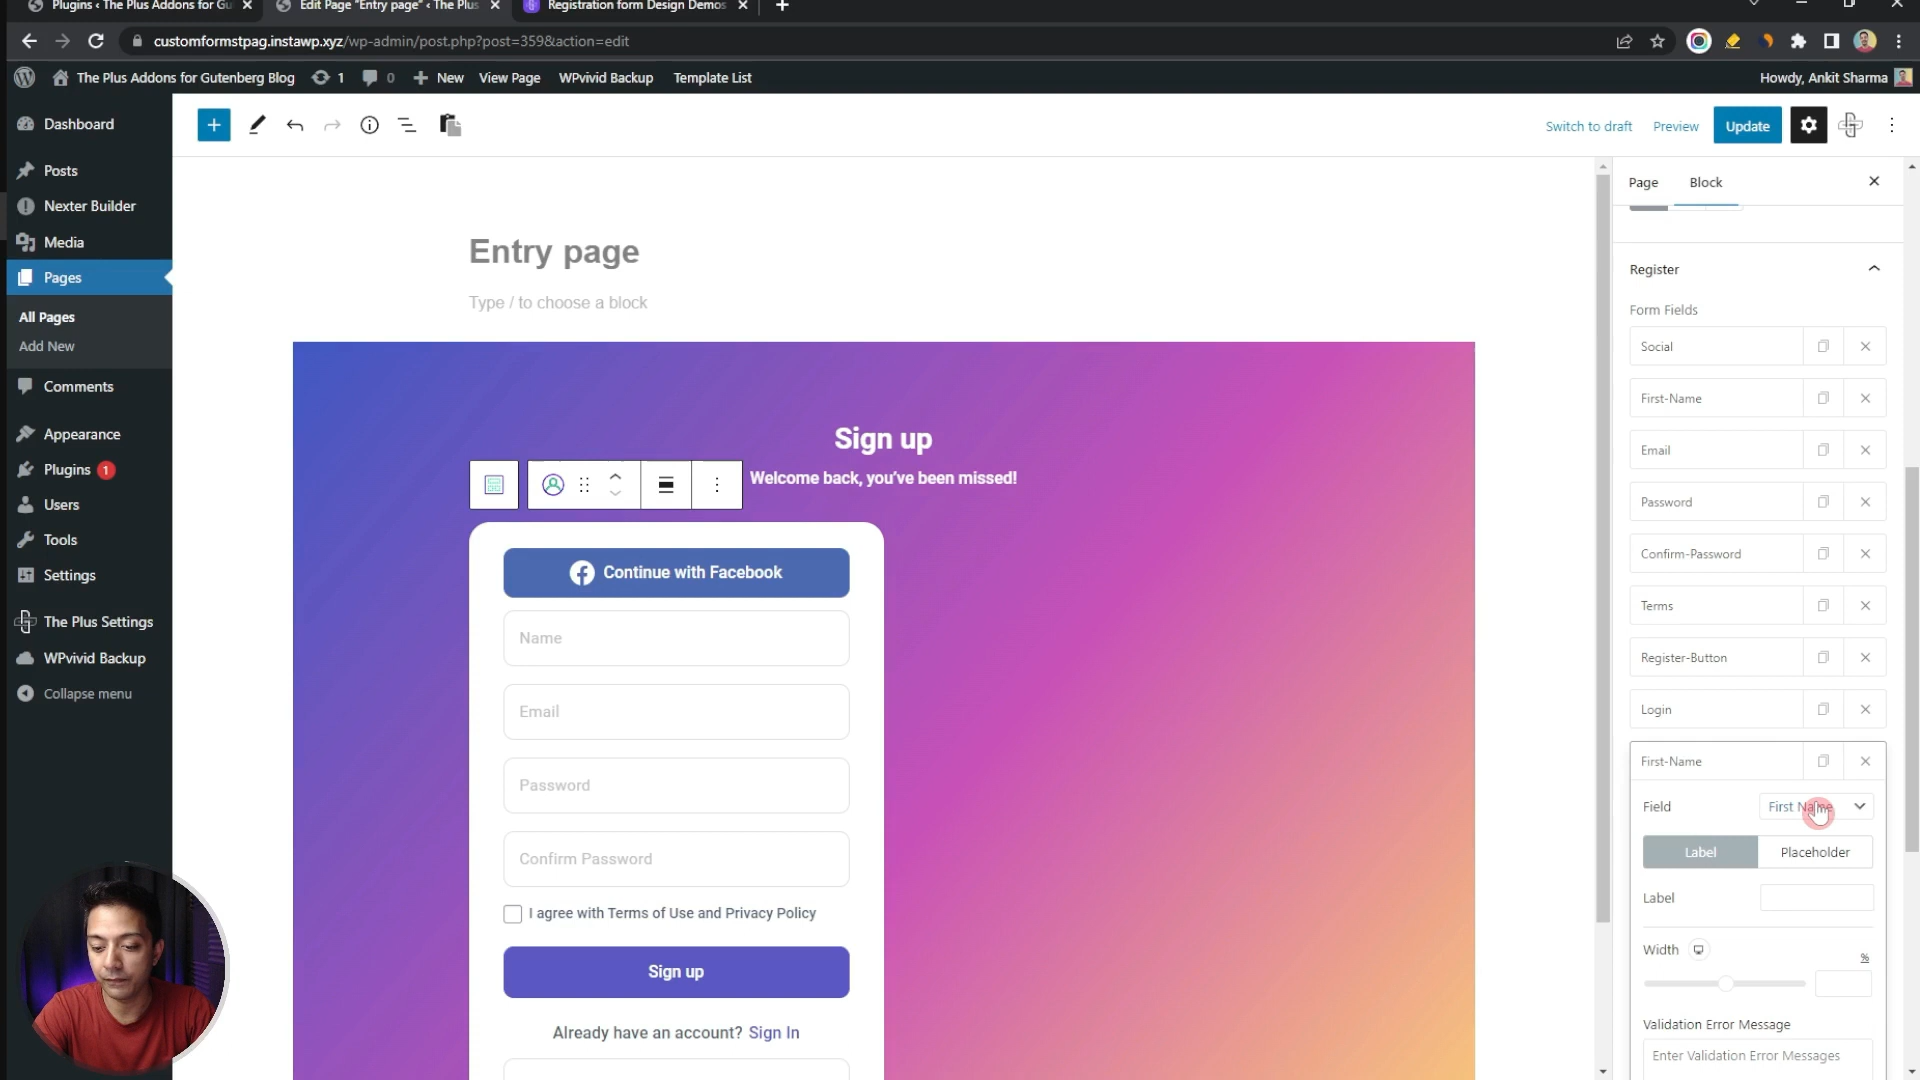 Plugins ‹ The Plus Addons for Gu
Edit Page "Entry page" ‹ The Plus
Registration form Design Demos
customformstpag.instawp.xyz/wp-admin/post.php?post=359&action=edit
The Plus Addons for Gutenberg Blog
1
0
New
View Page
WPvivid Backup
Template List
Howdy, Ankit Sharma
Dashboard
Posts
Nexter Builder
Media
Pages
All Pages
Add New
Comments
Appearance
Plugins 1
Users
Tools
Settings
The Plus Settings
WPvivid Backup
Collapse menu
Switch to draft
Preview
Update
Entry page
Type / to choose a block
Sign up
Welcome back, you've been missed!
Continue with Facebook
Name
Email
Password
Confirm Password
I agree with Terms of Use and Privacy Policy
Sign up
Already have an account? Sign In
Page
Block
Register
Form Fields
Social
First-Name
Email
Password
Confirm-Password
Terms
Register-Button
Login
First-Name
Field
First Name
Label
Placeholder
Label
Width
%
Validation Error Message
Enter Validation Error Messages